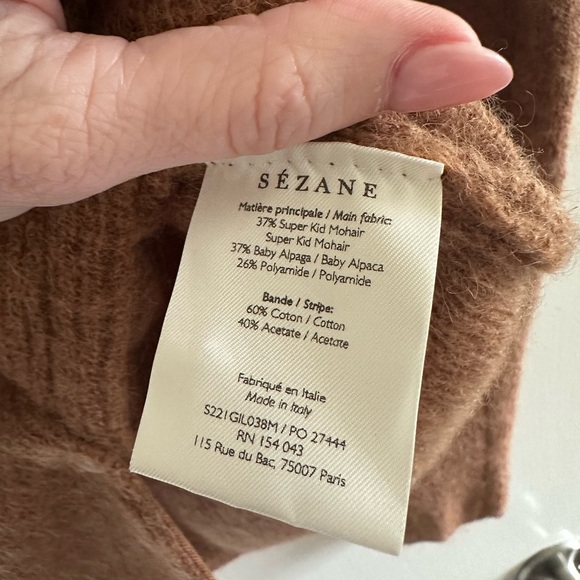 SÉZANE
Matière principale / Main fabric:
37% Super Kid Mohair
Super Kid Mohair
37% Baby Alpaga / Baby Alpaca
26% Polyamide / Polyamide
Bande / Stripe:
60% Coton / Cotton
40% Acetate / Acetate
Fabriqué en Italie
Made in Italy
S221GIL038M / PO 27444
RN 154 043
115 Rue du Bac, 75007 Paris